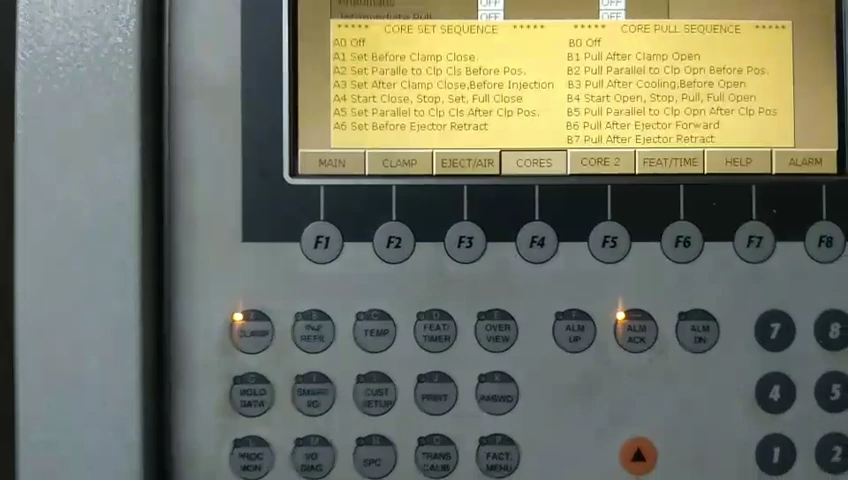 OFF OFF
Intermediate Pull OFF OFF
***** CORE SET SEQUENCE ***** CORE PULL SEQUENCE *****
A0 Off B0 Off
A1 Set Before Clamp Close. B1 Pull After Clamp Open
A2 Set Paralle to Clp Cls Before Pos. B2 Pull Parallel to Clp Opn Before Pos.
A3 Set After Clamp Close,Before Injection B3 Pull After Cooling,Before Open
A4 Start Close, Stop, Set, Full Close B4 Start Open, Stop, Pull, Full Open
A5 Set Parallel to Clp Cls After Clp Pos. B5 Pull Parallel to Clp Opn After Clp Pos
A6 Set Before Ejector Retract B6 Pull After Ejector Forward
B7 Pull After Ejector Retract
MAIN CLAMP EJECT/AIR CORES CORE 2 FEAT/TIME HELP ALARM
F1 F2 F3 F4 F5 F6 F7 F8
CLAMP INJ/ REFS TEMP FEAT/ TIMER OVER VIEW ALM UP ALM ACK ALM DN 7 8
MOLD DATA CUST SETUP PRINT PASWD 4 5
PROC MON I/O DIAG SPC TRANS CALIB FACT. MENU 1 2